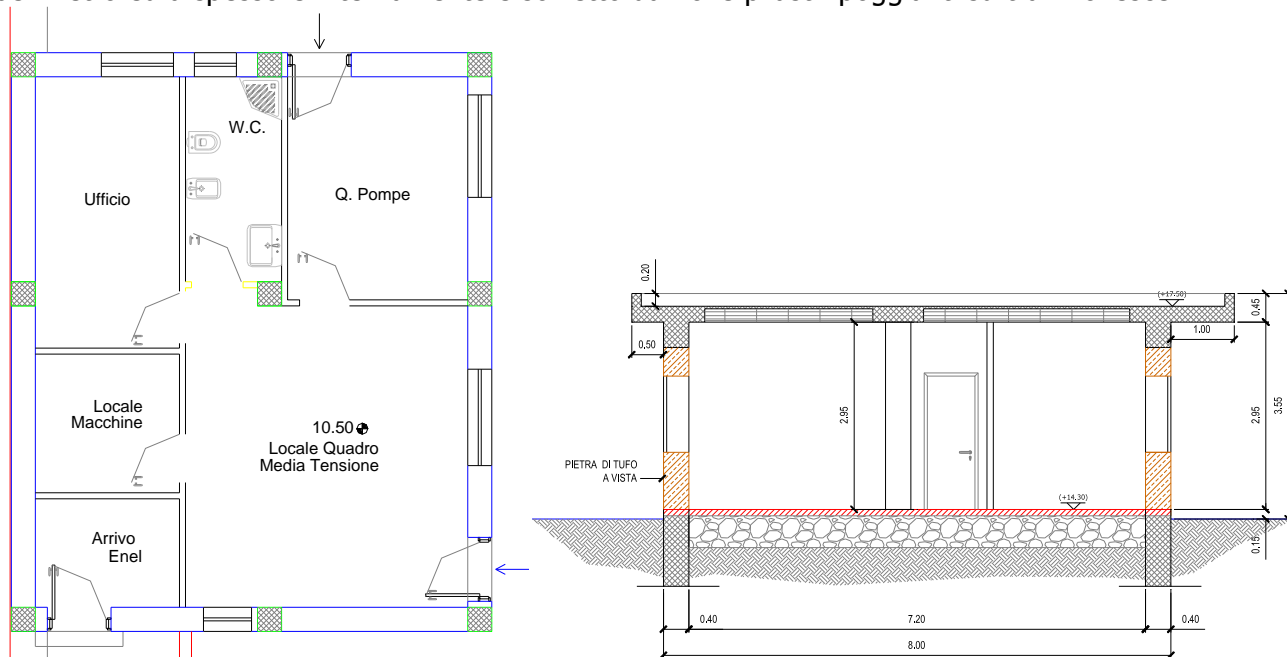 W.C.
Ufficio
Q. Pompe
Locale
Macchine
10.50
Locale Quadro
Media Tensione
Arrivo
Enel
0.20
(+17.50)
0.45
0,50
1.00
2.95
2.95
3.55
PIETRA DI TUFO
A VISTA
(+14.30)
0.15
0.40
7.20
0.40
8.00